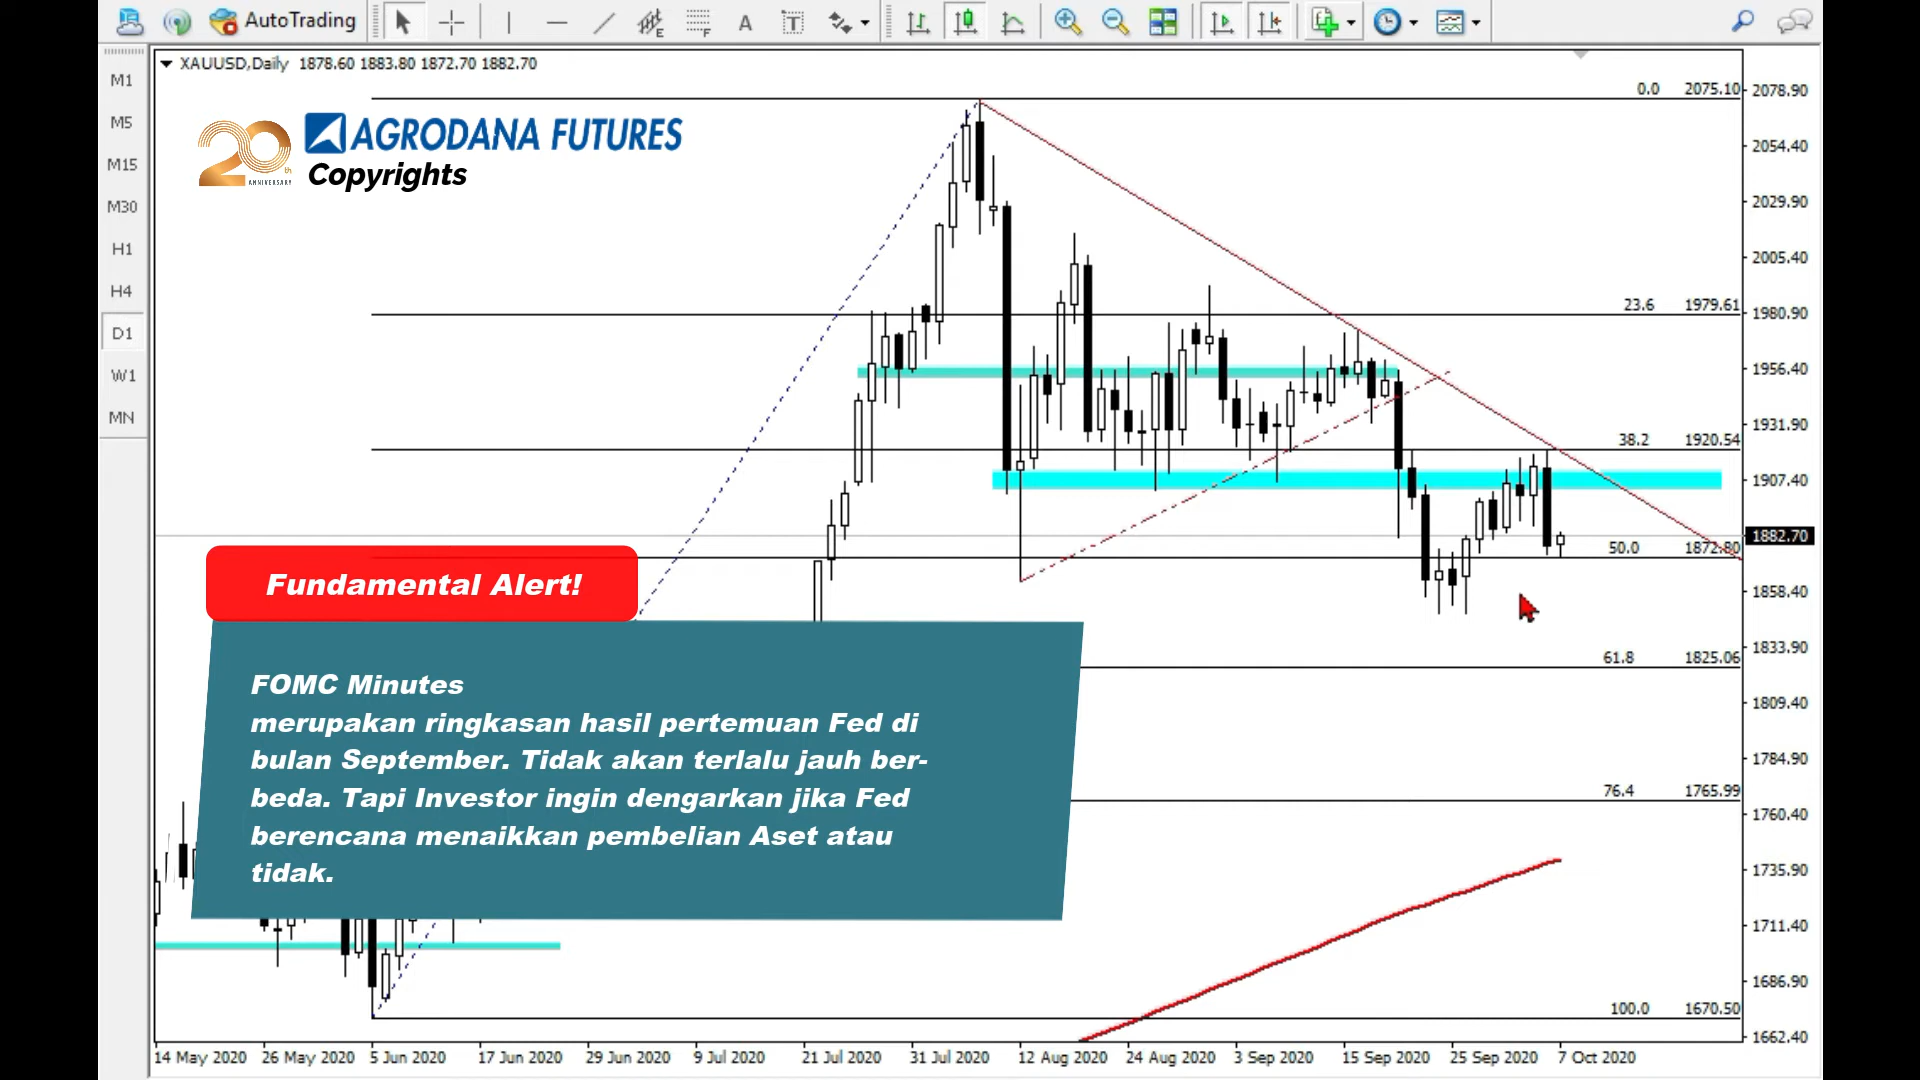 AutoTrading
A
T
E
F
M1
M5
M15
M30
H1
H4
D1
W1
MN
XAUUSD,Daily 1878.60 1883.80 1872.70 1882.70
20th ANNIVERSARY
AGRODANA FUTURES
Copyrights
0.0 2075.10
23.6 1979.61
38.2 1920.54
50.0 1872.80
61.8 1825.06
76.4 1765.99
100.0 1670.50
2078.90
2054.40
2029.90
2005.40
1980.90
1956.40
1931.90
1907.40
1882.70
1858.40
1833.90
1809.40
1784.90
1760.40
1735.90
1711.40
1686.90
1662.40
Fundamental Alert!
FOMC Minutes
merupakan ringkasan hasil pertemuan Fed di
bulan September. Tidak akan terlalu jauh ber-
beda. Tapi Investor ingin dengarkan jika Fed
berencana menaikkan pembelian Aset atau
tidak.
14 May 2020 26 May 2020 5 Jun 2020 17 Jun 2020 29 Jun 2020 9 Jul 2020 21 Jul 2020 31 Jul 2020 12 Aug 2020 24 Aug 2020 3 Sep 2020 15 Sep 2020 25 Sep 2020 7 Oct 2020